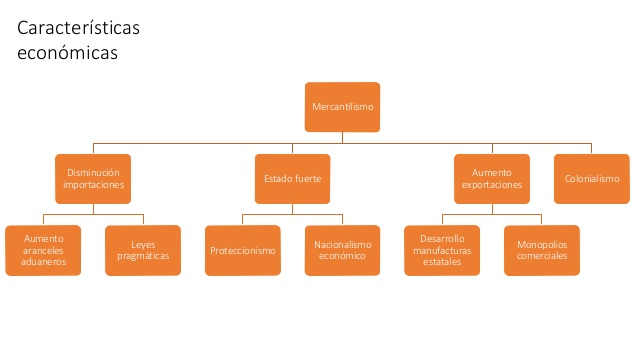 Características
económicas
Mercantilismo
Disminución
importaciones
Estado fuerte
Aumento
exportaciones
Colonialismo
Aumento
aranceles
aduaneros
Leyes
pragmáticas
Proteccionismo
Nacionalismo
económico
Desarrollo
manufacturas
estatales
Monopolios
comerciales